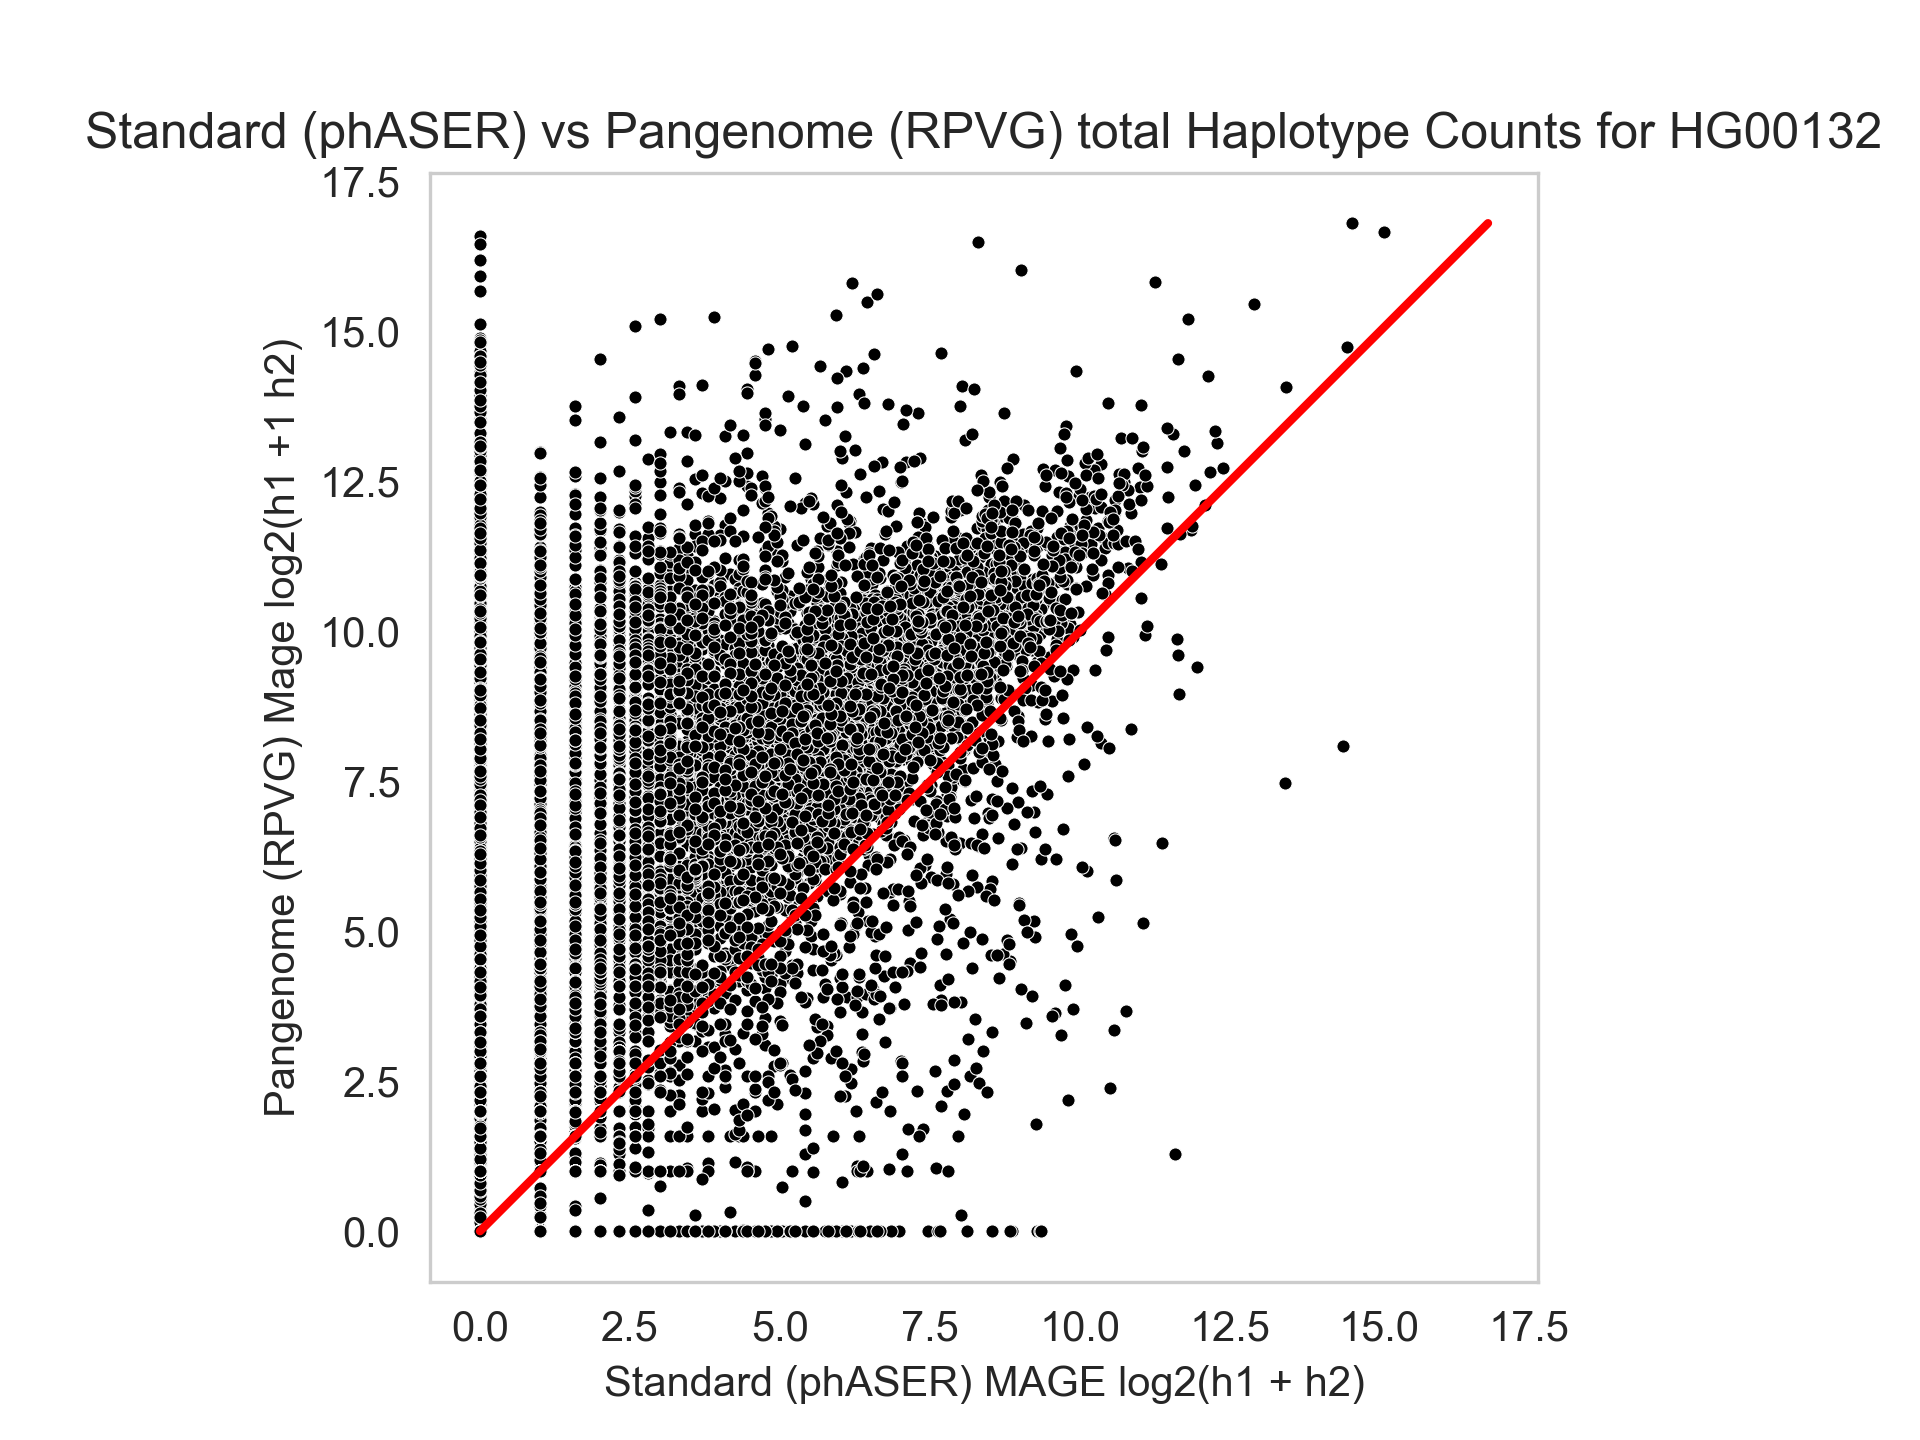 Standard (phASER) vs Pangenome (RPVG) total Haplotype Counts for HG00132
17.5
15.0
12.5
10.0
7.5
5.0
2.5
0.0
Pangenome (RPVG) Mage log2(h1 +1 h2)
0.0 2.5 5.0 7.5 10.0 12.5 15.0 17.5
Standard (phASER) MAGE log2(h1 + h2)